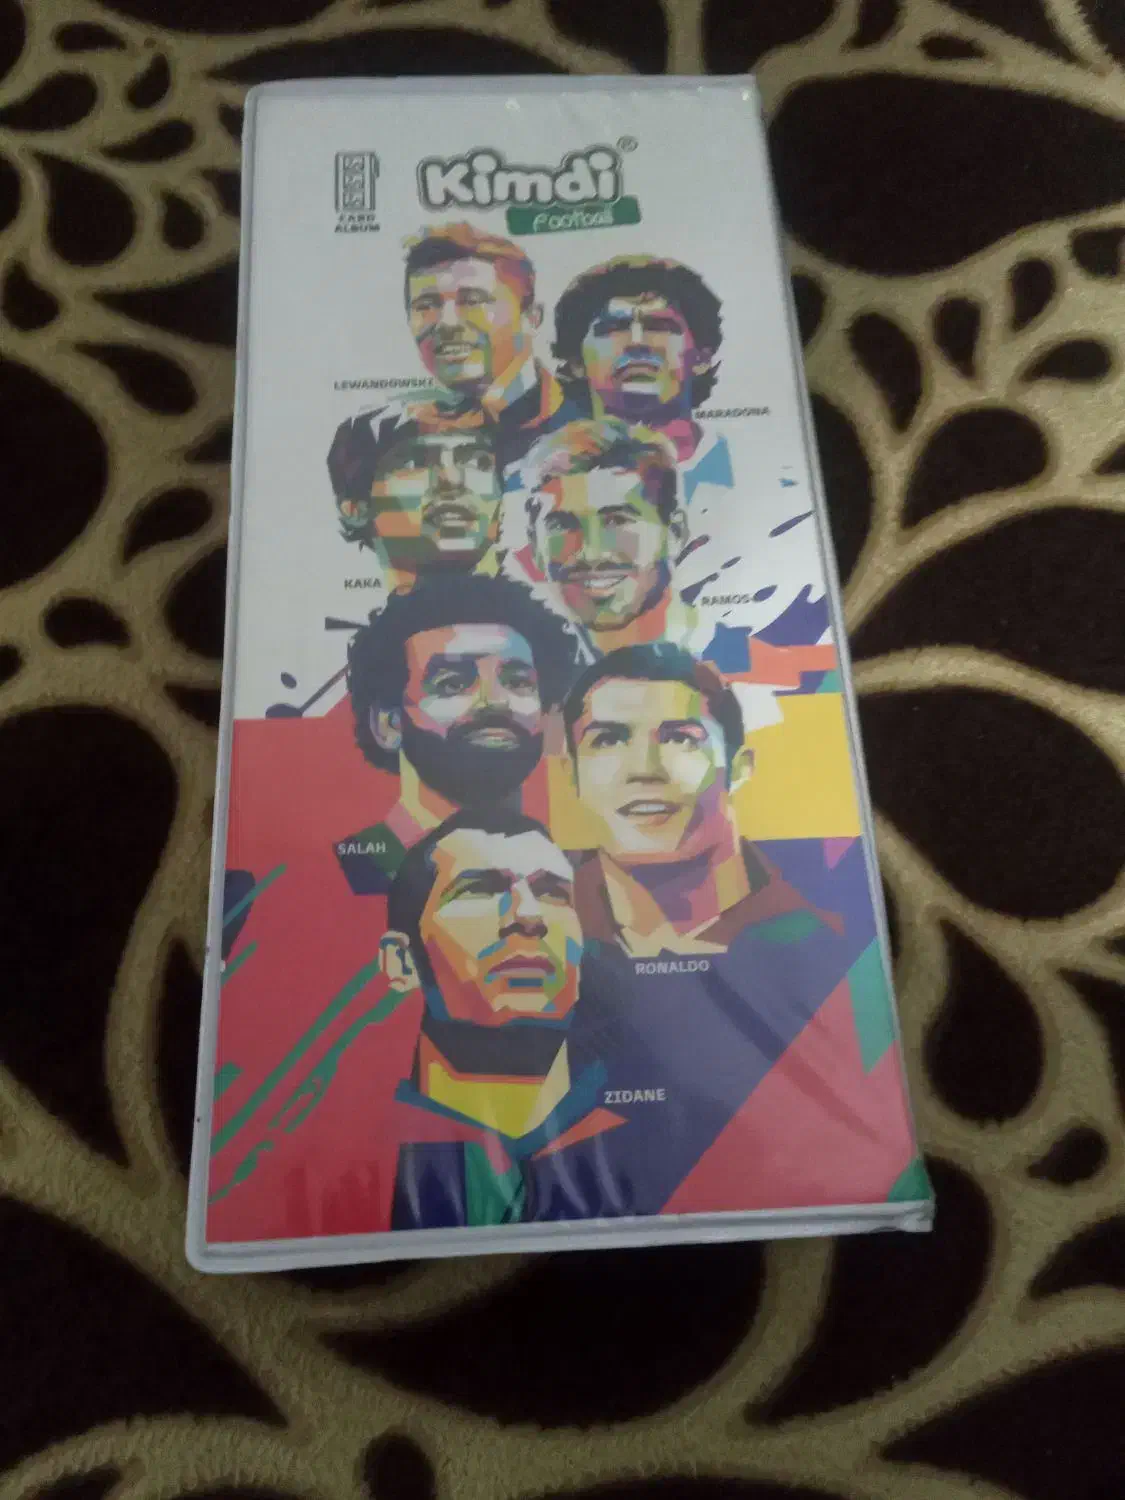 Kimdi®
Football
CARD
ALBUM
LEWANDOWSKI
MARADONA
KAKA
RAMOS
SALAH
RONALDO
ZIDANE